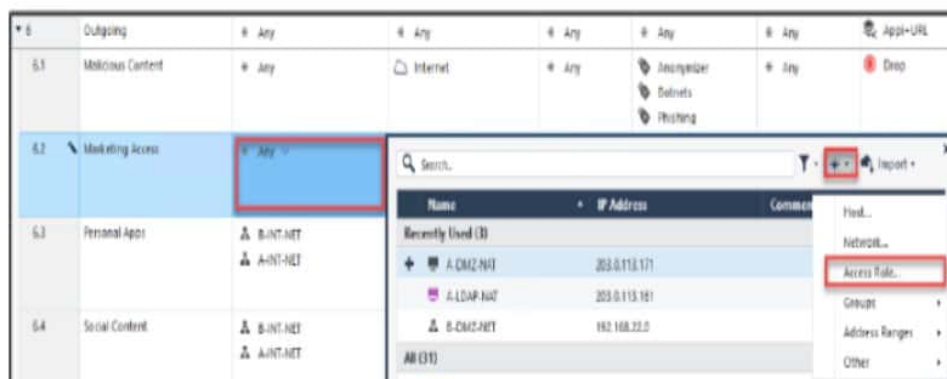 6 Outgoing Any Any Any Any Any Appl+URL
6.1 Malicious Content Any Internet Any Anonymizer Any Drop
Botnets
Phishing
6.2 Marketing Access Any
Search...
Import
Name IP Address Commen
Recently Used (3)
A-DMZ-NAT 203.0.113.171
A-LDAP-NAT 203.0.113.161
B-DMZ-NET 192.168.22.0
All (31)
Host...
Network...
Access Role...
Groups
Address Ranges
Other
6.3 Personal Apps B-INT-NET
A-INT-NET
6.4 Social Content B-INT-NET
A-INT-NET